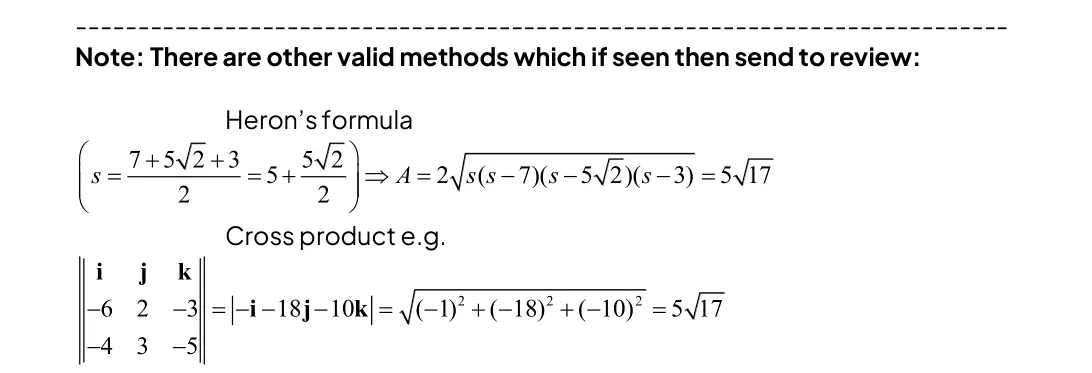 Note: There are other valid methods which if seen then send to review:
Heron's formula
(s = (7+5√2+3)/2 = 5 + 5√2/2) ⇒ A = 2√(s(s−7)(s−5√2)(s−3)) = 5√17
Cross product e.g.
‖i j k‖
‖−6 2 −3‖ = |−i −18j −10k| = √((−1)² + (−18)² + (−10)²) = 5√17
‖−4 3 −5‖